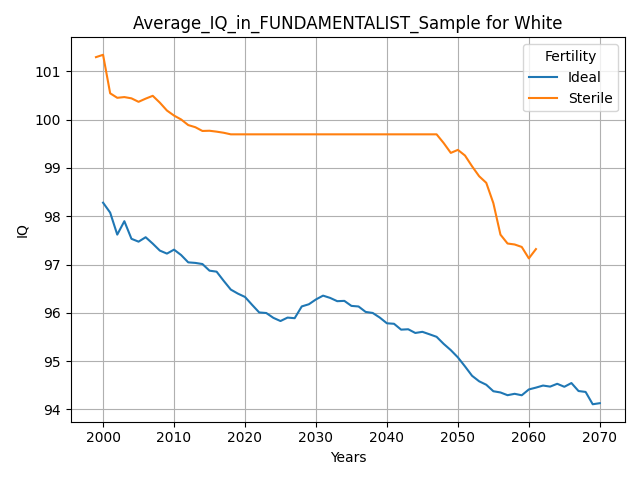 Average_IQ_in_FUNDAMENTALIST_Sample for White
Fertility
Ideal
Sterile
IQ
101
100
99
98
97
96
95
94
2000 2010 2020 2030 2040 2050 2060 2070
Years